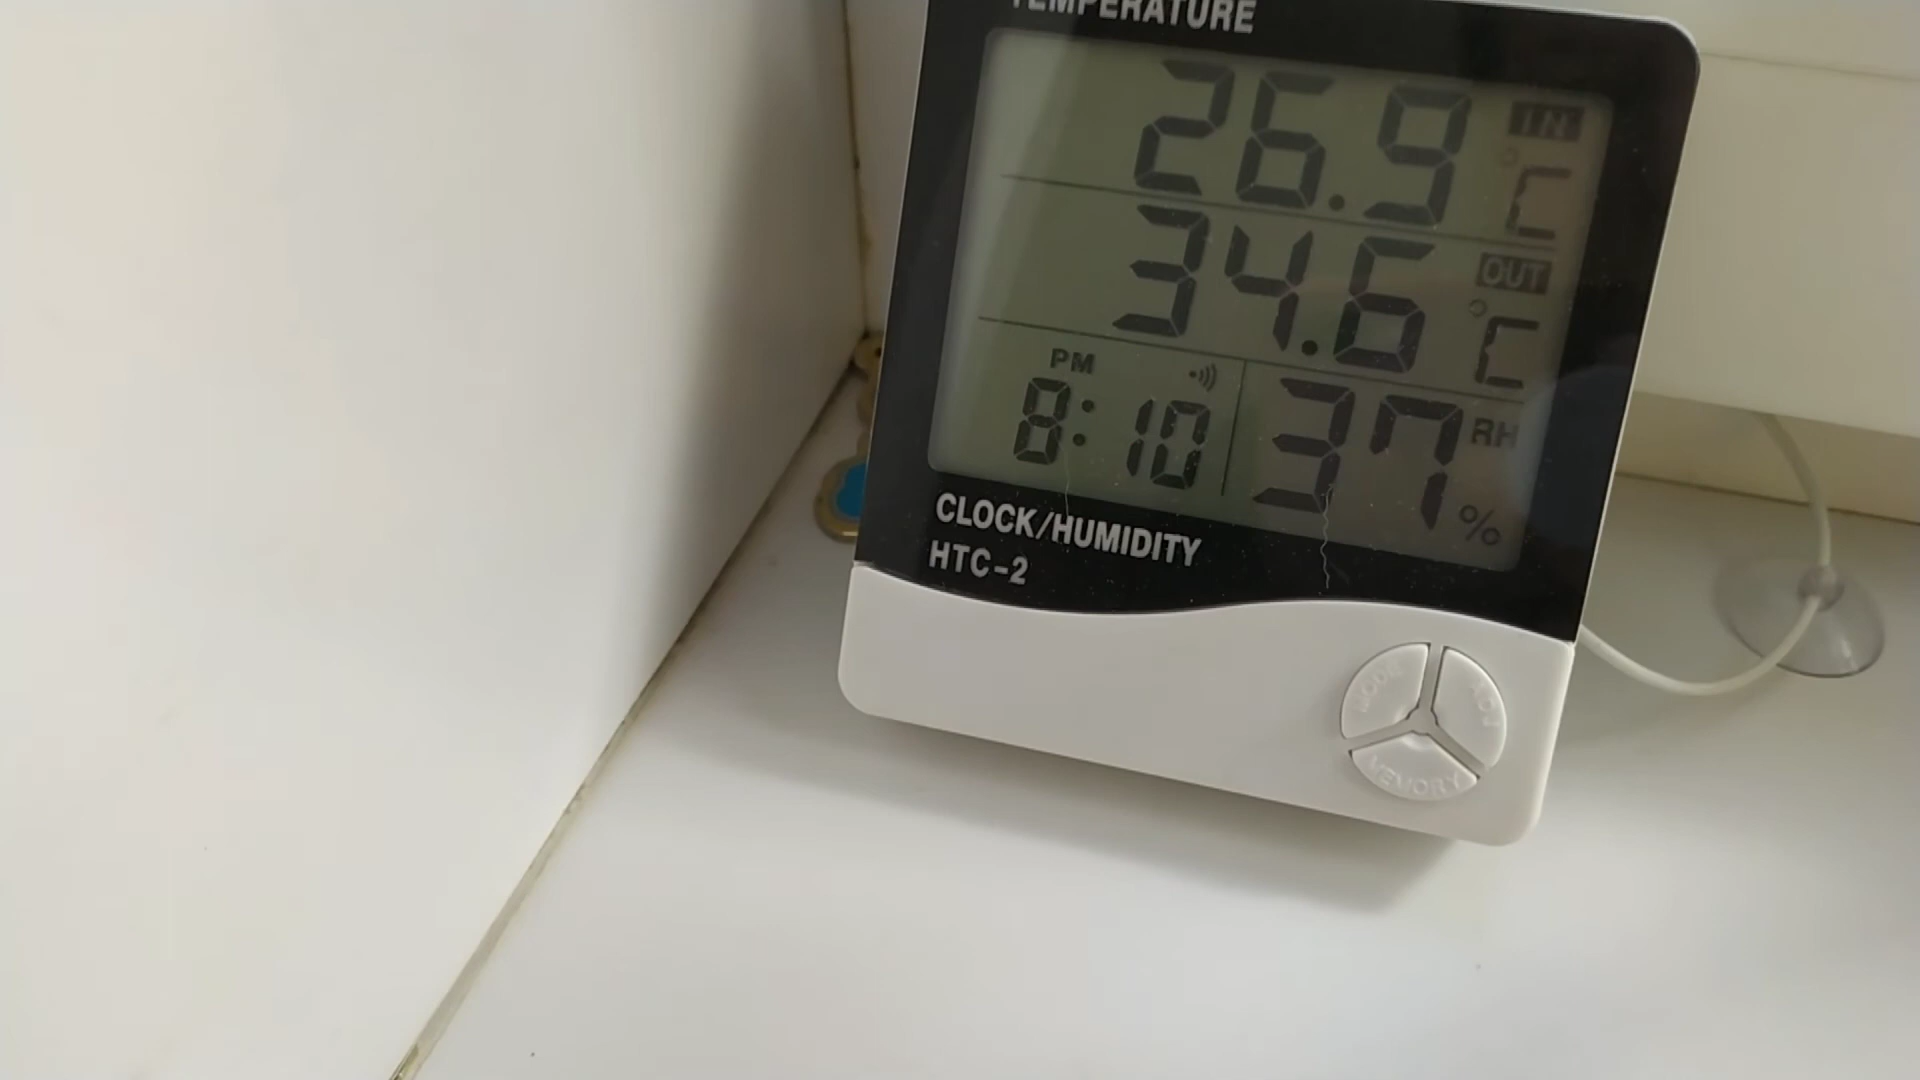 TEMPERATURE
26.9 IN °C
34.6 OUT °C
PM
8:10 37 RH %
CLOCK/HUMIDITY
HTC-2
MODE ADJ
MEMORY